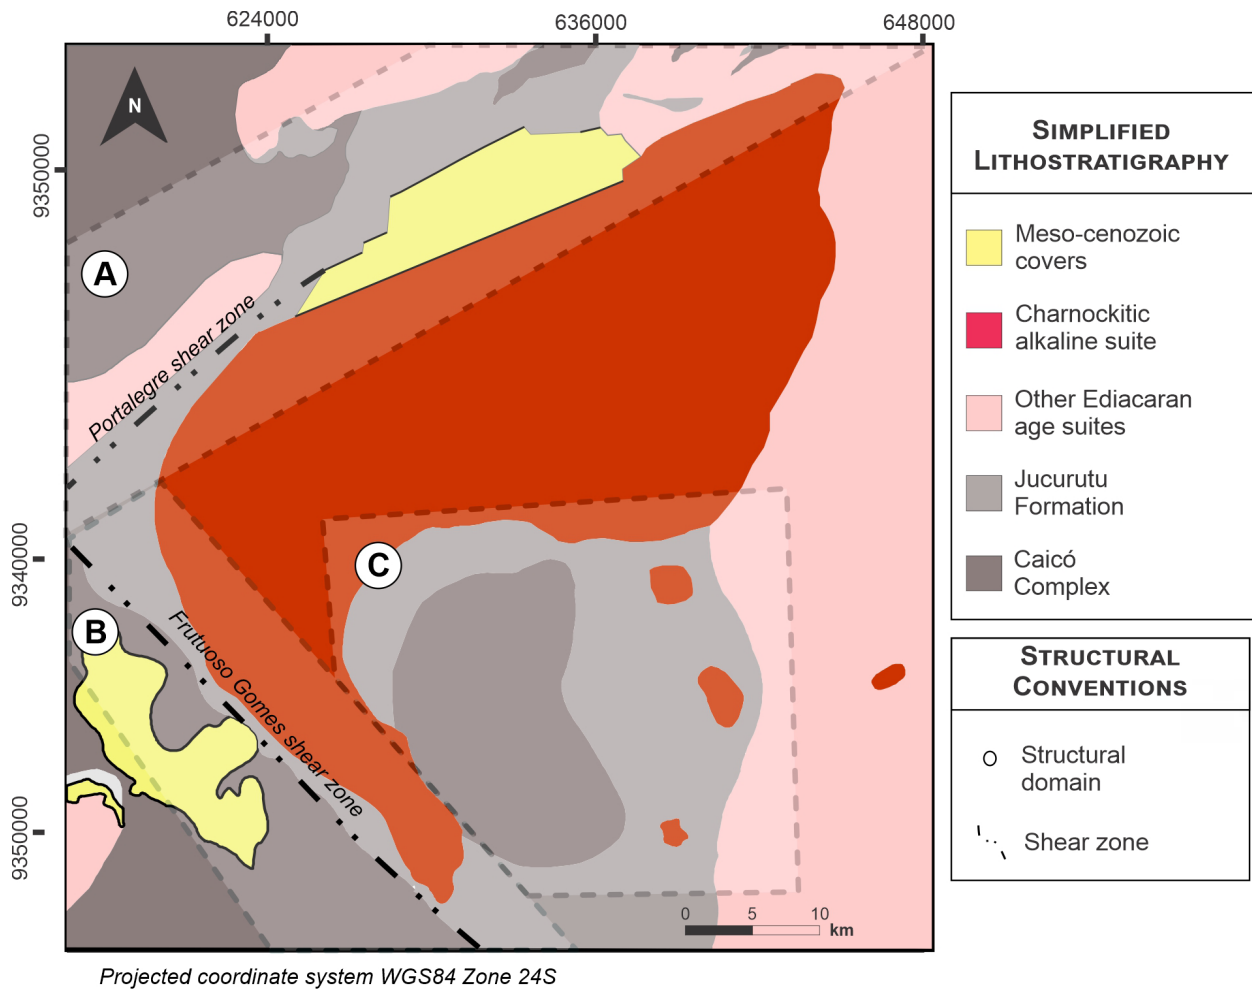 624000
636000
648000
N
9350000
A
Portalegre shear zone
9340000
C
B
Frutuoso Gomes shear zone
9350000
0 5 10
km
Projected coordinate system WGS84 Zone 24S
SIMPLIFIED
LITHOSTRATIGRAPHY
Meso-cenozoic
covers
Charnockitic
alkaline suite
Other Ediacaran
age suites
Jucurutu
Formation
Caicó
Complex
STRUCTURAL
CONVENTIONS
Structural
domain
Shear zone